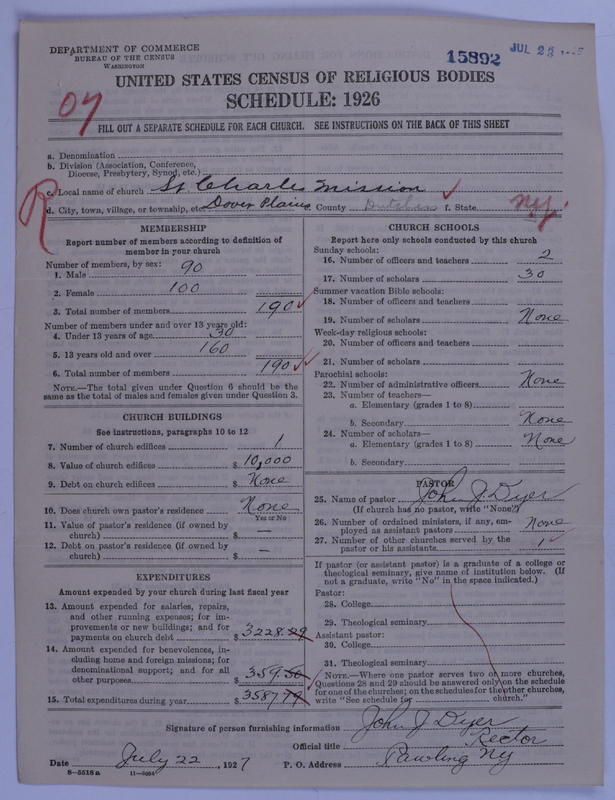 DEPARTMENT OF COMMERCE
BUREAU OF THE CENSUS
WASHINGTON
15892
JUL 2
UNITED STATES CENSUS OF RELIGIOUS BODIES
SCHEDULE: 1926
04
FILL OUT A SEPARATE SCHEDULE FOR EACH CHURCH. SEE INSTRUCTIONS ON THE BACK OF THIS SHEET
R
a. Denomination
b. Division (Association, Conference, Diocese, Presbytery, Synod, etc.)
c. Local name of church St Charles Mission
d. City, town, village, or township, etc Dover Plains County Dutchess f. State N.Y.
MEMBERSHIP
Report number of members according to definition of
member in your church
Number of members, by sex:
1. Male 90
2. Female 100
3. Total number of members 190
Number of members under and over 13 years old:
4. Under 13 years of age 30
5. 13 years old and over 160
6. Total number of members 190
NOTE.—The total given under Question 6 should be the
same as the total of males and females given under Question 3.
CHURCH BUILDINGS
See instructions, paragraphs 10 to 12
7. Number of church edifices 1
8. Value of church edifices $ 10,000
9. Debt on church edifices $ None
10. Does church own pastor's residence None
Yes or No
11. Value of pastor's residence (if owned by
church) $ —
12. Debt on pastor's residence (if owned by
church) $ —
EXPENDITURES
Amount expended by your church during last fiscal year
13. Amount expended for salaries, repairs,
and other running expenses; for im-
provements or new buildings; and for
payments on church debt $ 3228.29
14. Amount expended for benevolences, in-
cluding home and foreign missions; for
denominational support; and for all
other purposes $ 359.50
15. Total expenditures during year $ 3587.79
CHURCH SCHOOLS
Report here only schools conducted by this church
Sunday schools:
16. Number of officers and teachers 2
17. Number of scholars 30
Summer vacation Bible schools:
18. Number of officers and teachers
19. Number of scholars None
Week-day religious schools:
20. Number of officers and teachers
21. Number of scholars
Parochial schools:
22. Number of administrative officers None
23. Number of teachers—
a. Elementary (grades 1 to 8)
b. Secondary None
24. Number of scholars—
a. Elementary (grades 1 to 8) None
b. Secondary
PASTOR
25. Name of pastor John J. Dyer
(If church has no pastor, write "None")
26. Number of ordained ministers, if any, em-
ployed as assistant pastors None
27. Number of other churches served by the
pastor or his assistants 1
If pastor (or assistant pastor) is a graduate of a college or
theological seminary, give name of institution below. (If
not a graduate, write "No" in the space indicated.)
Pastor:
28. College
29. Theological seminary
Assistant pastor:
30. College
31. Theological seminary
NOTE.—Where one pastor serves two or more churches,
Questions 28 and 29 should be answered only on the schedule
for one of the churches; on the schedules for the other churches,
write "See schedule for church."
Signature of person furnishing information John J Dyer
Official title Rector
Date July 22, 1927 P. O. Address Pawling NY
8-5518a 11-9064